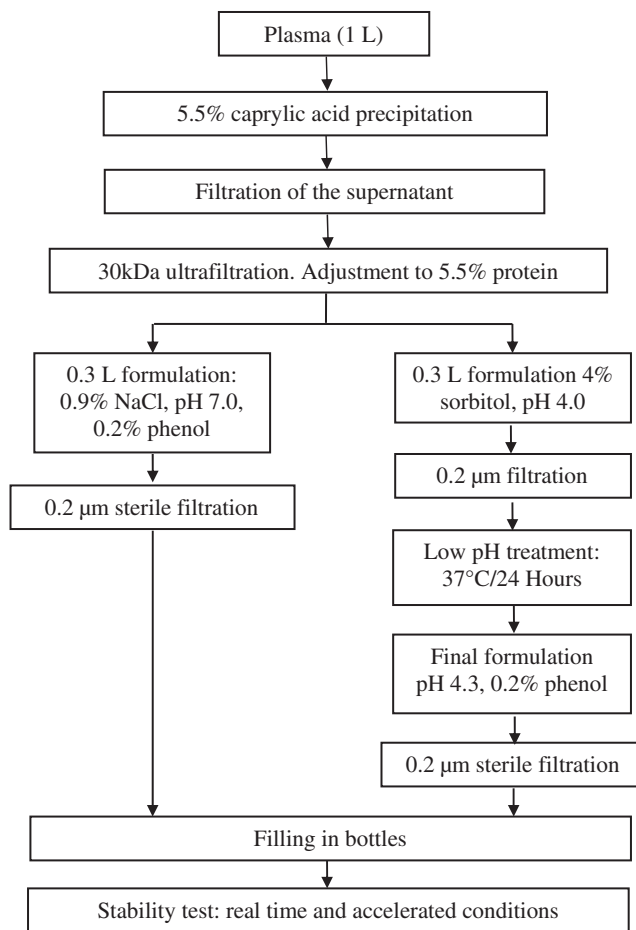 Plasma (1 L)
5.5% caprylic acid precipitation
Filtration of the supernatant
30kDa ultrafiltration. Adjustment to 5.5% protein
0.3 L formulation:
0.9% NaCl, pH 7.0,
0.2% phenol
0.2 µm sterile filtration
0.3 L formulation 4%
sorbitol, pH 4.0
0.2 µm filtration
Low pH treatment:
37°C/24 Hours
Final formulation
pH 4.3, 0.2% phenol
0.2 µm sterile filtration
Filling in bottles
Stability test: real time and accelerated conditions